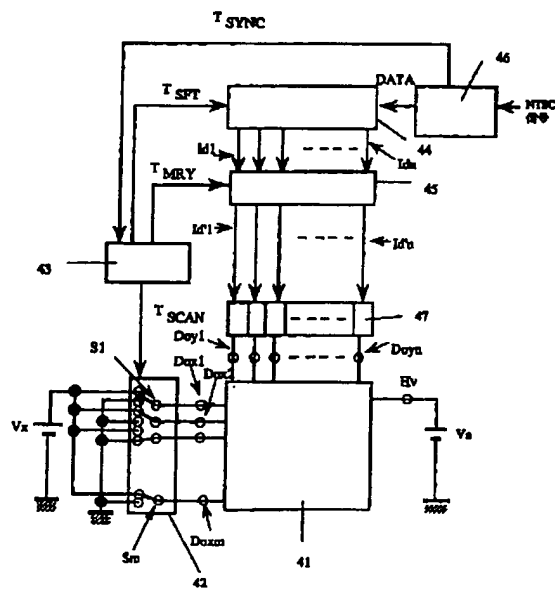 T SYNC
46
DATA
T SFT
NTSC
44
Id1
Idn
T MRY
45
Id'1
Id'n
43
T SCAN
47
Doy1
Doyn
S1
Dox1
Dox2
Hv
Vx
Va
Sm
Doxm
42
41